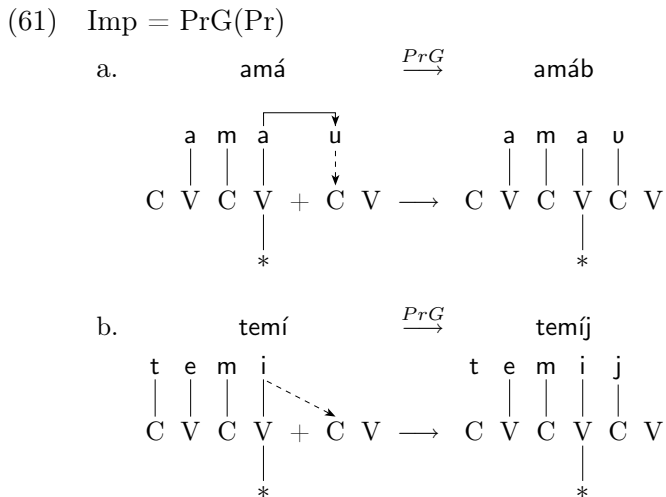 (61) Imp = PrG(Pr)
a. amá PrG⟶ amáb
a m a u a m a ʋ
C V C V + C V ⟶ C V C V C V
* *
b. temí PrG⟶ temíj
t e m i t e m i j
C V C V + C V ⟶ C V C V C V
* *